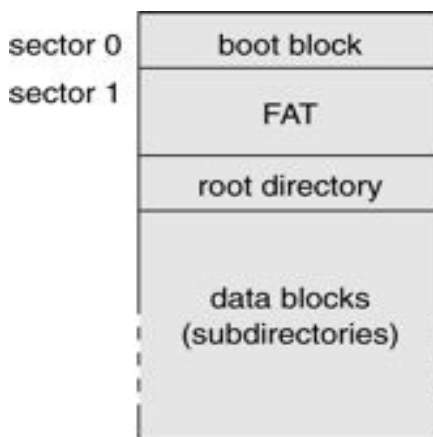 sector 0
boot block
sector 1
FAT
root directory
data blocks
(subdirectories)